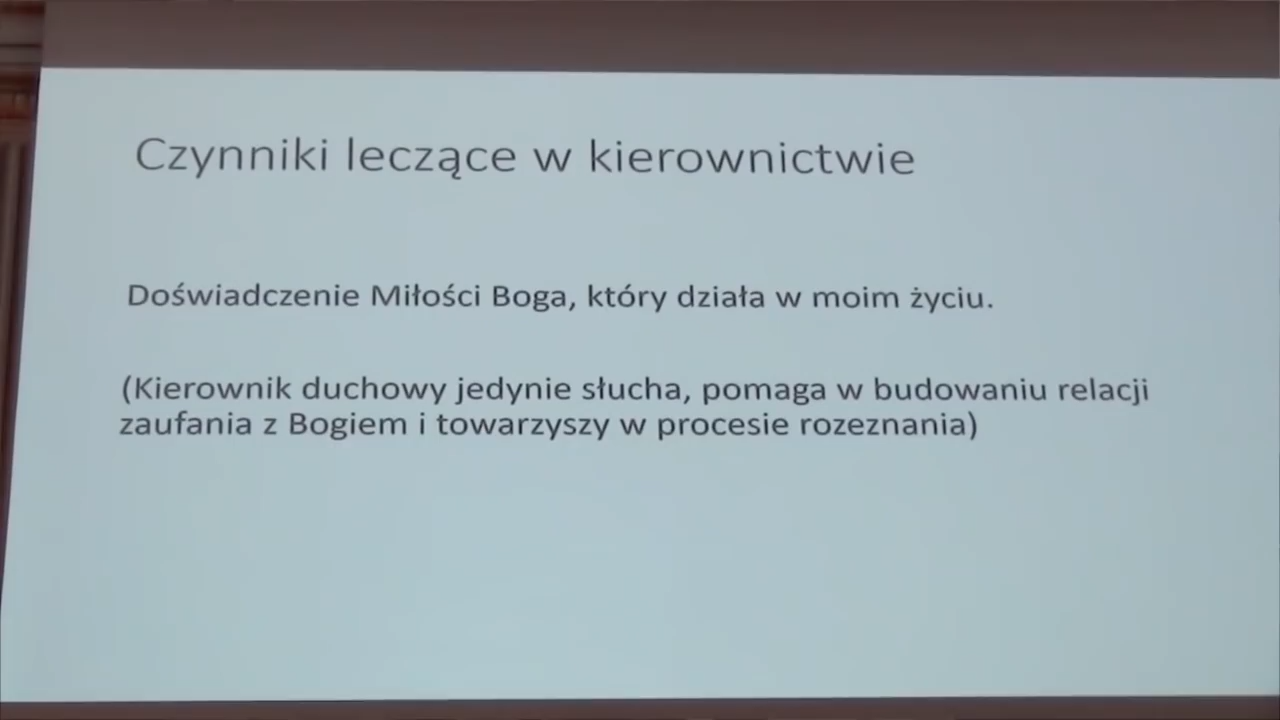 Czynniki leczące w kierownictwie
Doświadczenie Miłości Boga, który działa w moim życiu.
(Kierownik duchowy jedynie słucha, pomaga w budowaniu relacji
zaufania z Bogiem i towarzyszy w procesie rozeznania)